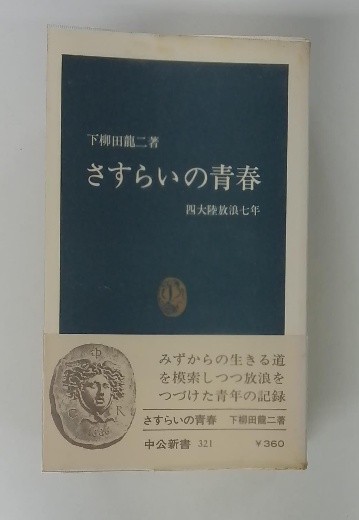 下柳田龍二著
さすらいの青春
四大陸放浪七年
みずからの生きる道
を模索しつつ放浪を
つづけた青年の記録
さすらいの青春 下柳田龍二著
中公新書 321 ￥360